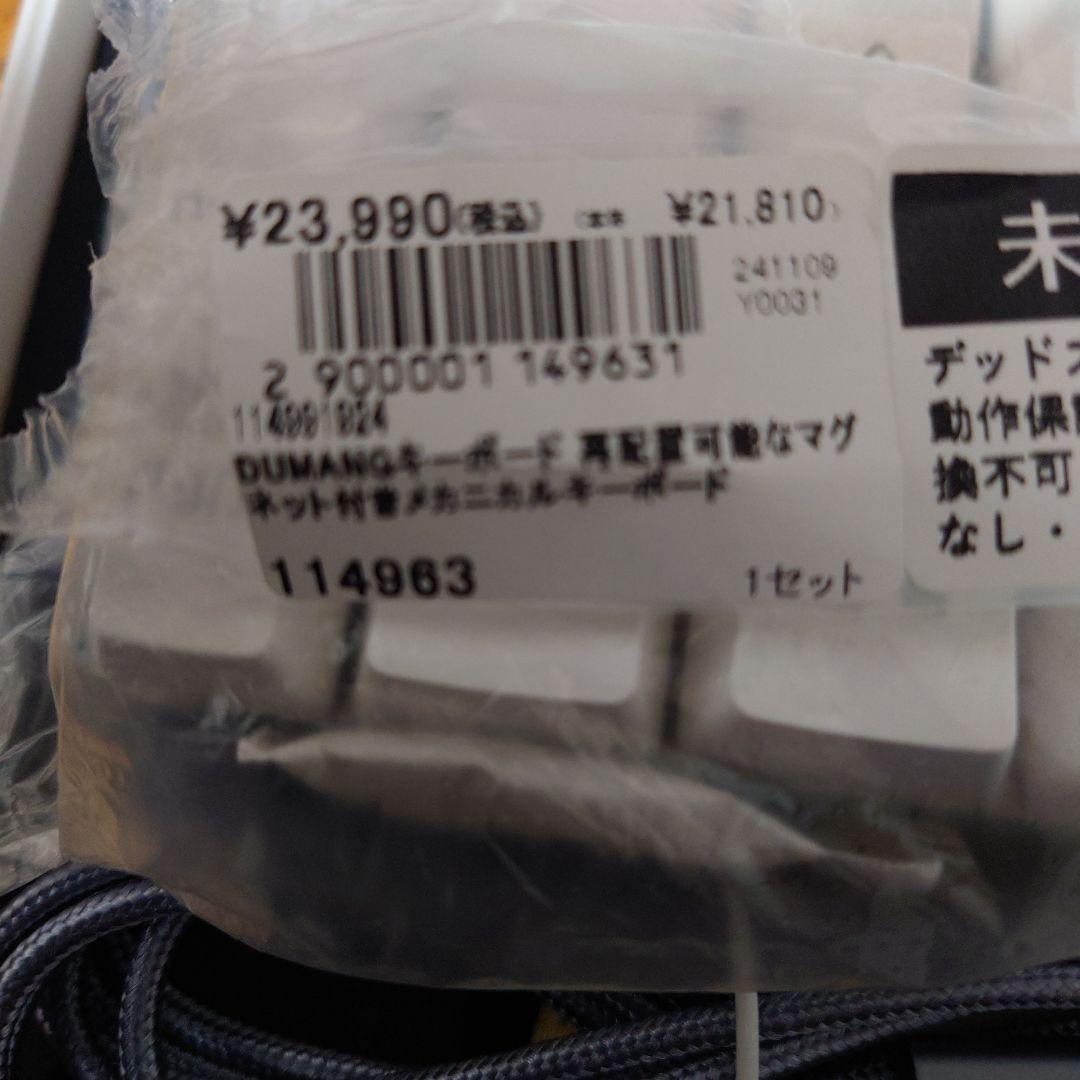 ¥23,990(税込) (本体 ¥21,810)
241109
Y0031
2 900001 149631
114991924
DUMANGキーボード 再配置可能なマグ
ネット付きメカニカルキーボード
114963 1セット
未
デッドス
動作保証
換不可
なし・